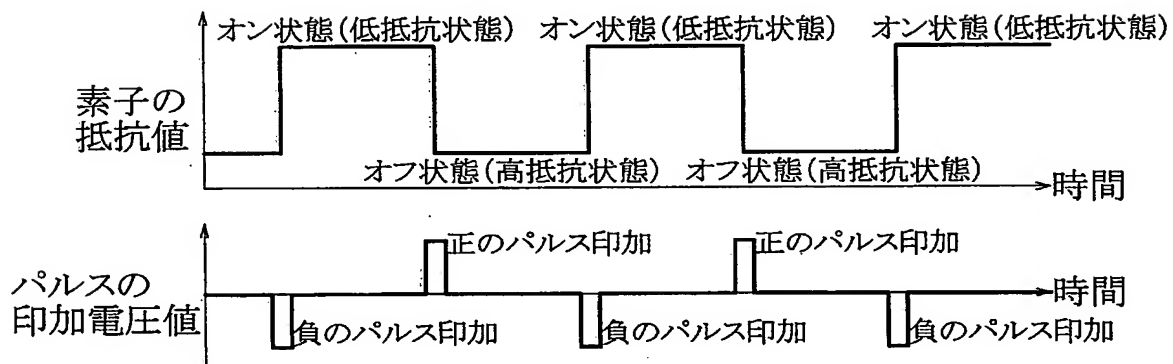 オン状態(低抵抗状態) オン状態(低抵抗状態) オン状態(低抵抗状態)
素子の
抵抗値
オフ状態(高抵抗状態) オフ状態(高抵抗状態)
時間
正のパルス印加 正のパルス印加
パルスの
印加電圧値
時間
負のパルス印加 負のパルス印加 負のパルス印加